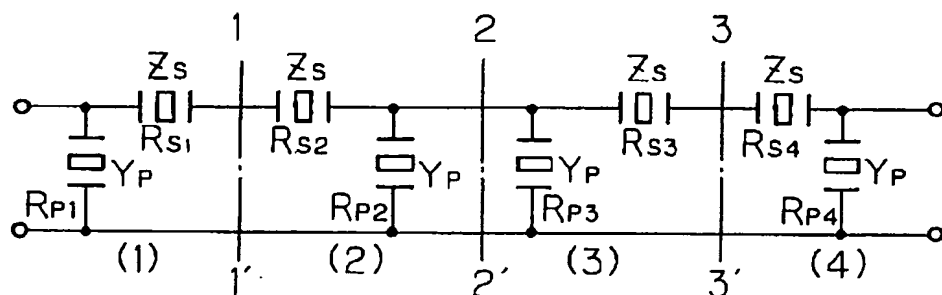 1 2 3
Zs Zs Zs Zs
RS1 RS2 RS3 RS4
YP YP YP YP
RP1 RP2 RP3 RP4
(1) (2) (3) (4)
1' 2' 3'